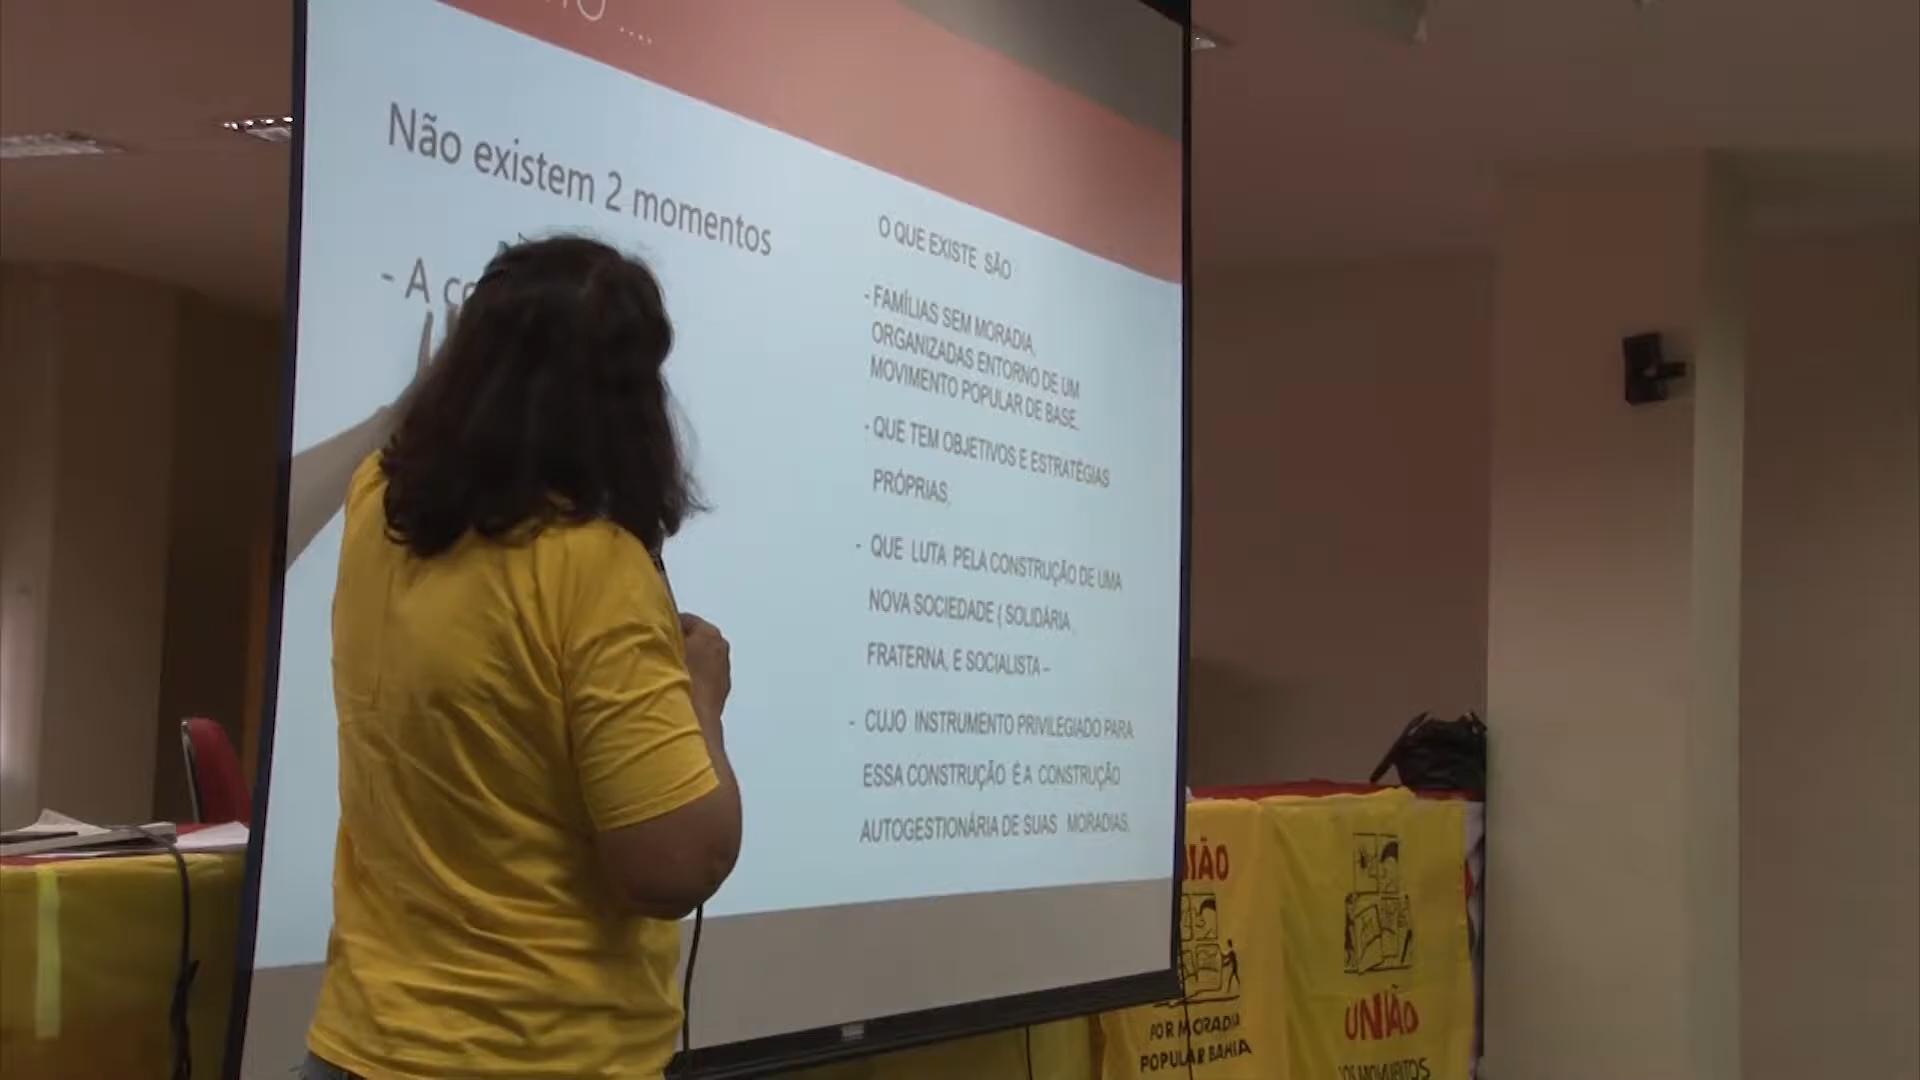 Não existem 2 momentos
- A
O QUE EXISTE SÃO
- FAMÍLIAS SEM MORADIA,
ORGANIZADAS ENTORNO DE UM
MOVIMENTO POPULAR DE BASE,
- QUE TEM OBJETIVOS E ESTRATÉGIAS
PRÓPRIAS,
- QUE LUTA PELA CONSTRUÇÃO DE UMA
NOVA SOCIEDADE ( SOLIDÁRIA ,
FRATERNA, E SOCIALISTA –
- CUJO INSTRUMENTO PRIVILEGIADO PARA
ESSA CONSTRUÇÃO É A CONSTRUÇÃO
AUTOGESTIONÁRIA DE SUAS MORADIAS,
POR MORADIA
POPULAR BAHIA
UNIÃO